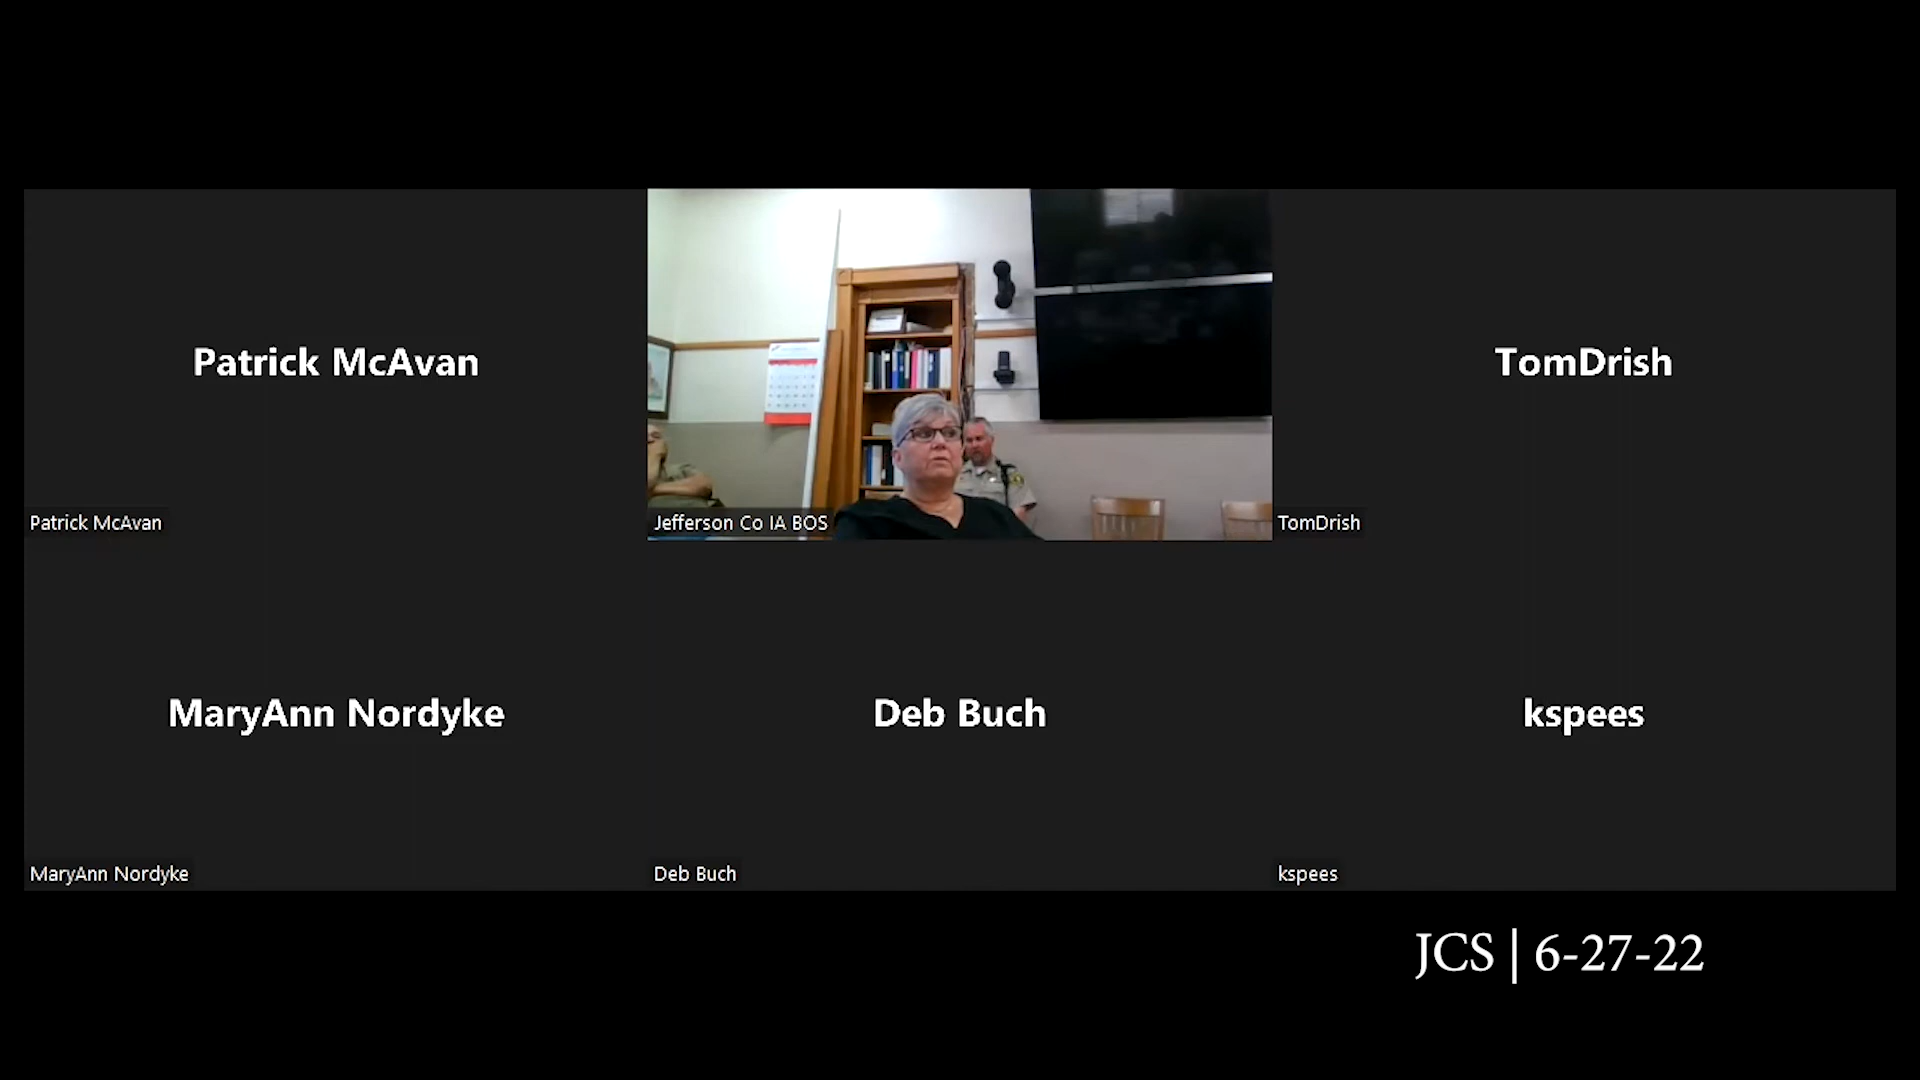 Patrick McAvan
TomDrish
Patrick McAvan
Jefferson Co IA BOS
TomDrish
MaryAnn Nordyke
Deb Buch
kspees
MaryAnn Nordyke
Deb Buch
kspees
JCS | 6-27-22